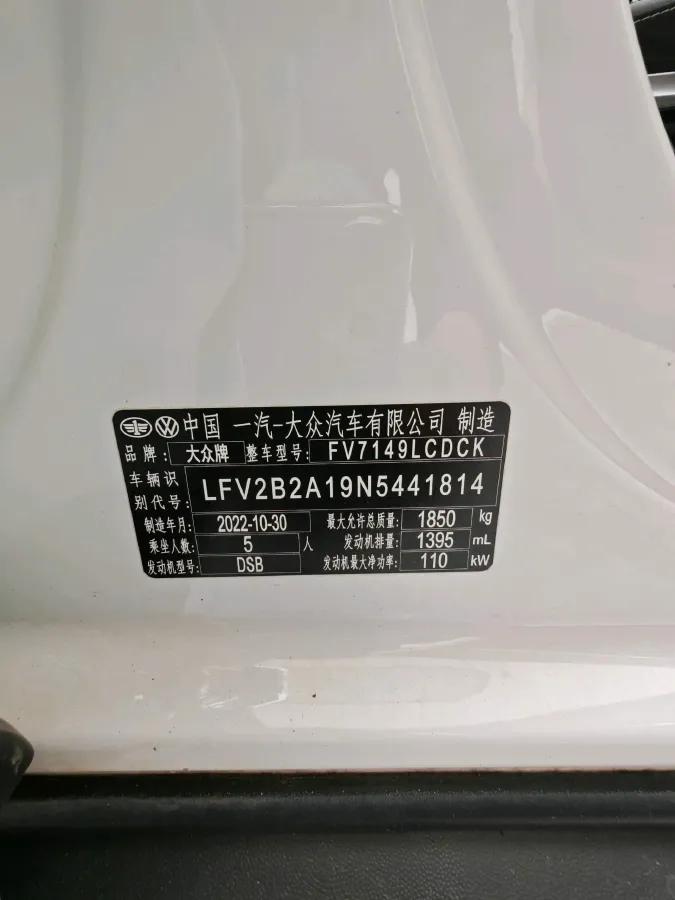 中国 一汽-大众汽车有限公司 制造
品牌: 大众牌 整车型号: FV7149LCDCK
车辆识别代号: LFV2B2A19N5441814
制造年月: 2022-10-30 最大允许总质量: 1850 kg
乘坐人数: 5 人 发动机排量: 1395 mL
发动机型号: DSB 发动机最大净功率: 110 kW